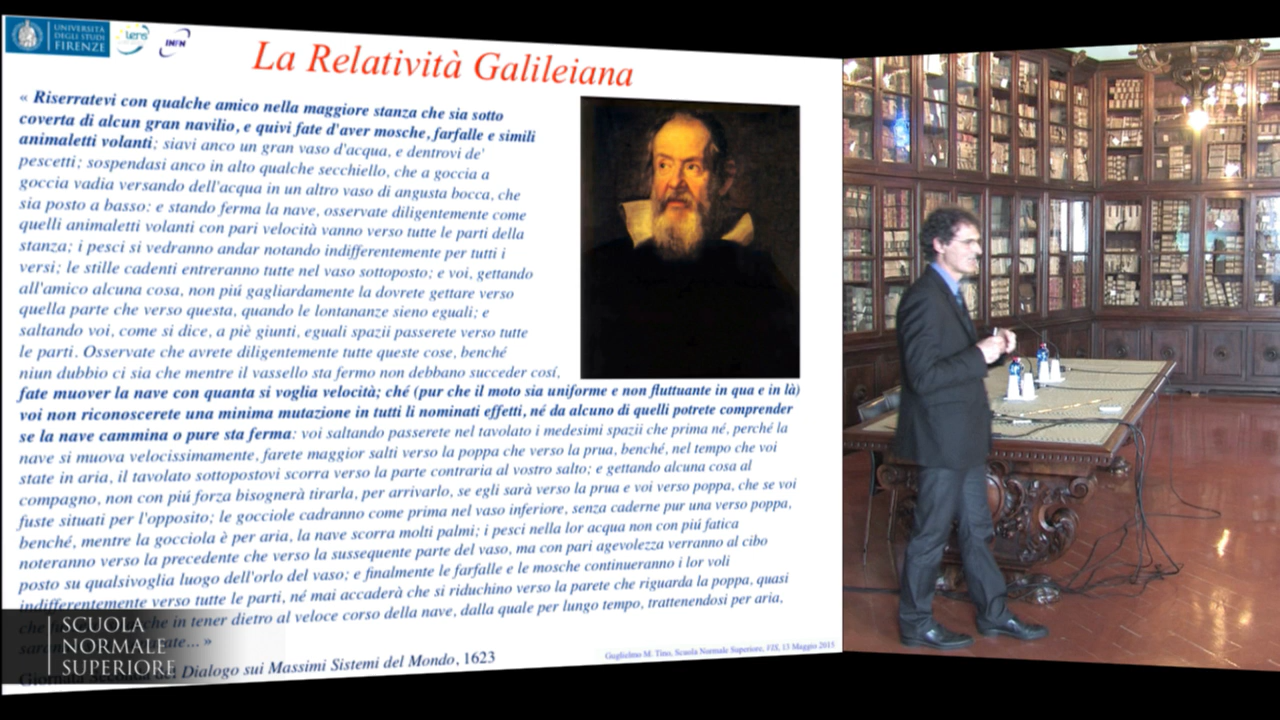 UNIVERSITÀ
DEGLI STUDI
FIRENZE
lens
INFN
La Relatività Galileiana
« Riserratevi con qualche amico nella maggiore stanza che sia sotto
coverta di alcun gran navilio, e quivi fate d'aver mosche, farfalle e simili
animaletti volanti; siavi anco un gran vaso d'acqua, e dentrovi de'
pescetti; sospendasi anco in alto qualche secchiello, che a goccia a
goccia vadia versando dell'acqua in un altro vaso di angusta bocca, che
sia posto a basso: e stando ferma la nave, osservate diligentemente come
quelli animaletti volanti con pari velocità vanno verso tutte le parti della
stanza; i pesci si vedranno andar notando indifferentemente per tutti i
versi; le stille cadenti entreranno tutte nel vaso sottoposto; e voi, gettando
all'amico alcuna cosa, non piú gagliardamente la dovrete gettare verso
quella parte che verso questa, quando le lontananze sieno eguali; e
saltando voi, come si dice, a piè giunti, eguali spazii passerete verso tutte
le parti. Osservate che avrete diligentemente tutte queste cose, benché
niun dubbio ci sia che mentre il vassello sta fermo non debbano succeder cosí,
fate muover la nave con quanta si voglia velocità; ché (pur che il moto sia uniforme e non fluttuante in qua e in là)
voi non riconoscerete una minima mutazione in tutti li nominati effetti, né da alcuno di quelli potrete comprender
se la nave cammina o pure sta ferma: voi saltando passerete nel tavolato i medesimi spazii che prima né, perché la
nave si muova velocissimamente, farete maggior salti verso la poppa che verso la prua, benché, nel tempo che voi
state in aria, il tavolato sottopostovi scorra verso la parte contraria al vostro salto; e gettando alcuna cosa al
compagno, non con piú forza bisognerà tirarla, per arrivarlo, se egli sarà verso la prua e voi verso poppa, che se voi
fuste situati per l'opposito; le gocciole cadranno come prima nel vaso inferiore, senza caderne pur una verso poppa,
benché, mentre la gocciola è per aria, la nave scorra molti palmi; i pesci nella lor acqua non con piú fatica
noteranno verso la precedente che verso la sussequente parte del vaso, ma con pari agevolezza verranno al cibo
posto su qualsivoglia luogo dell'orlo del vaso; e finalmente le farfalle e le mosche continueranno i lor voli
indifferentemente verso tutte le parti, né mai accaderà che si riduchino verso la parete che riguarda la poppa, quasi
che in tener dietro al veloce corso della nave, dalla quale per lungo tempo, trattenendosi per aria,
... »
Dialogo sui Massimi Sistemi del Mondo, 1623
Guglielmo M. Tino, Scuola Normale Superiore, VIS, 13 Maggio 2015
SCUOLA
NORMALE
SUPERIORE